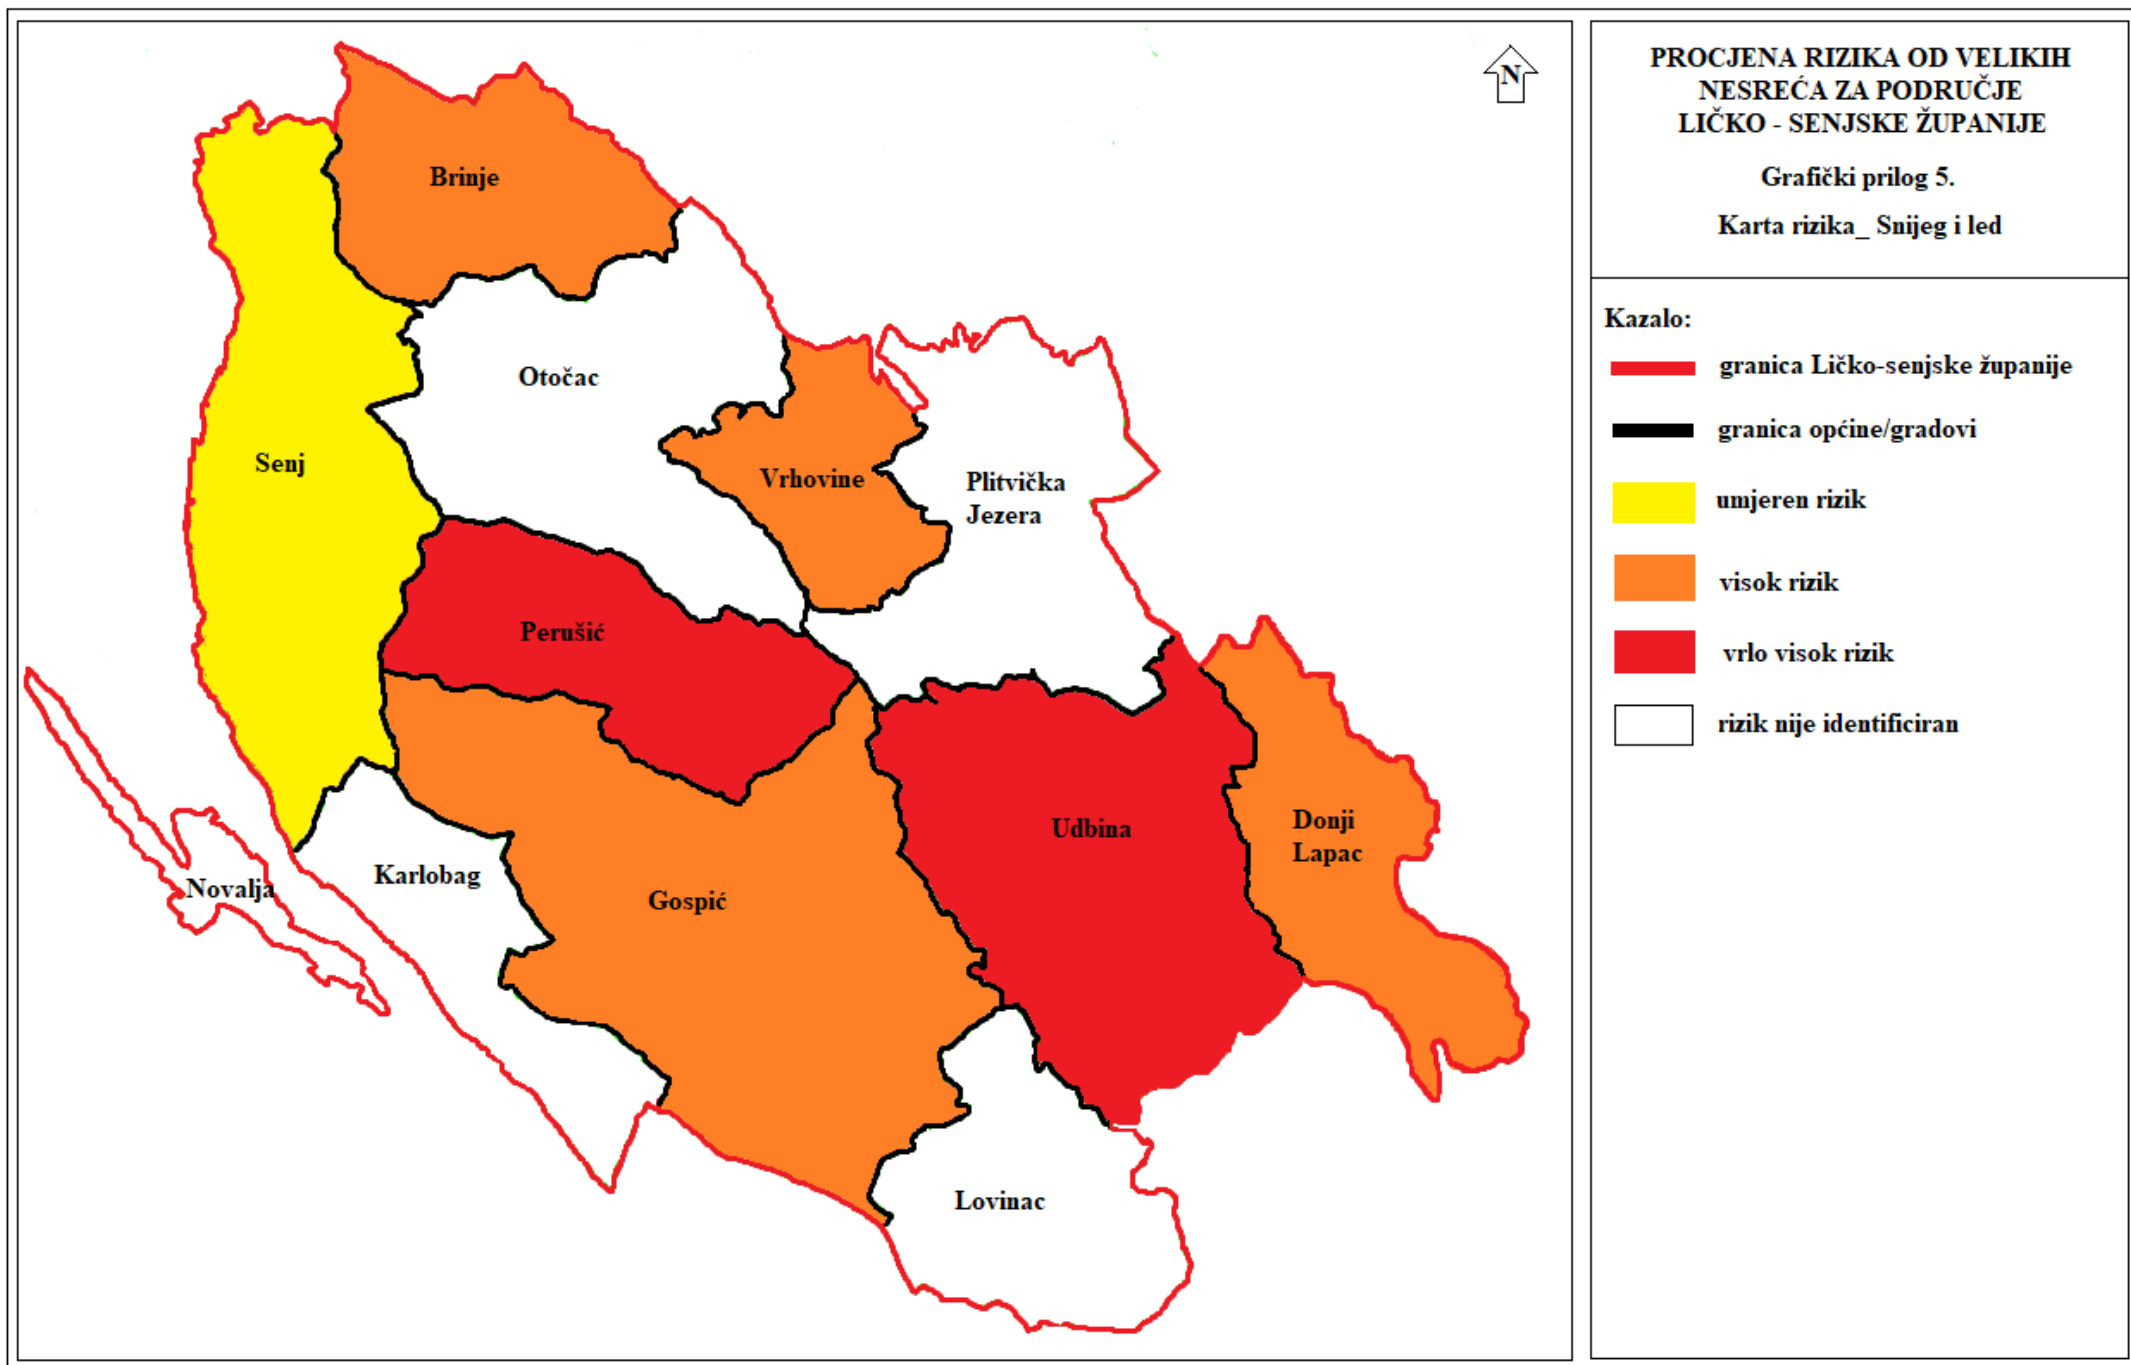 N
Brinje
Otočac
Senj
Vrhovine
Plitvička
Jezera
Perušić
Udbina
Donji
Lapac
Karlobag
Novalja
Gospić
Lovinac
PROCJENA RIZIKA OD VELIKIH
NESREĆA ZA PODRUČJE
LIČKO - SENJSKE ŽUPANIJE
Grafički prilog 5.
Karta rizika_ Snijeg i led
Kazalo:
granica Ličko-senjske županije
granica općine/gradovi
umjeren rizik
visok rizik
vrlo visok rizik
rizik nije identificiran